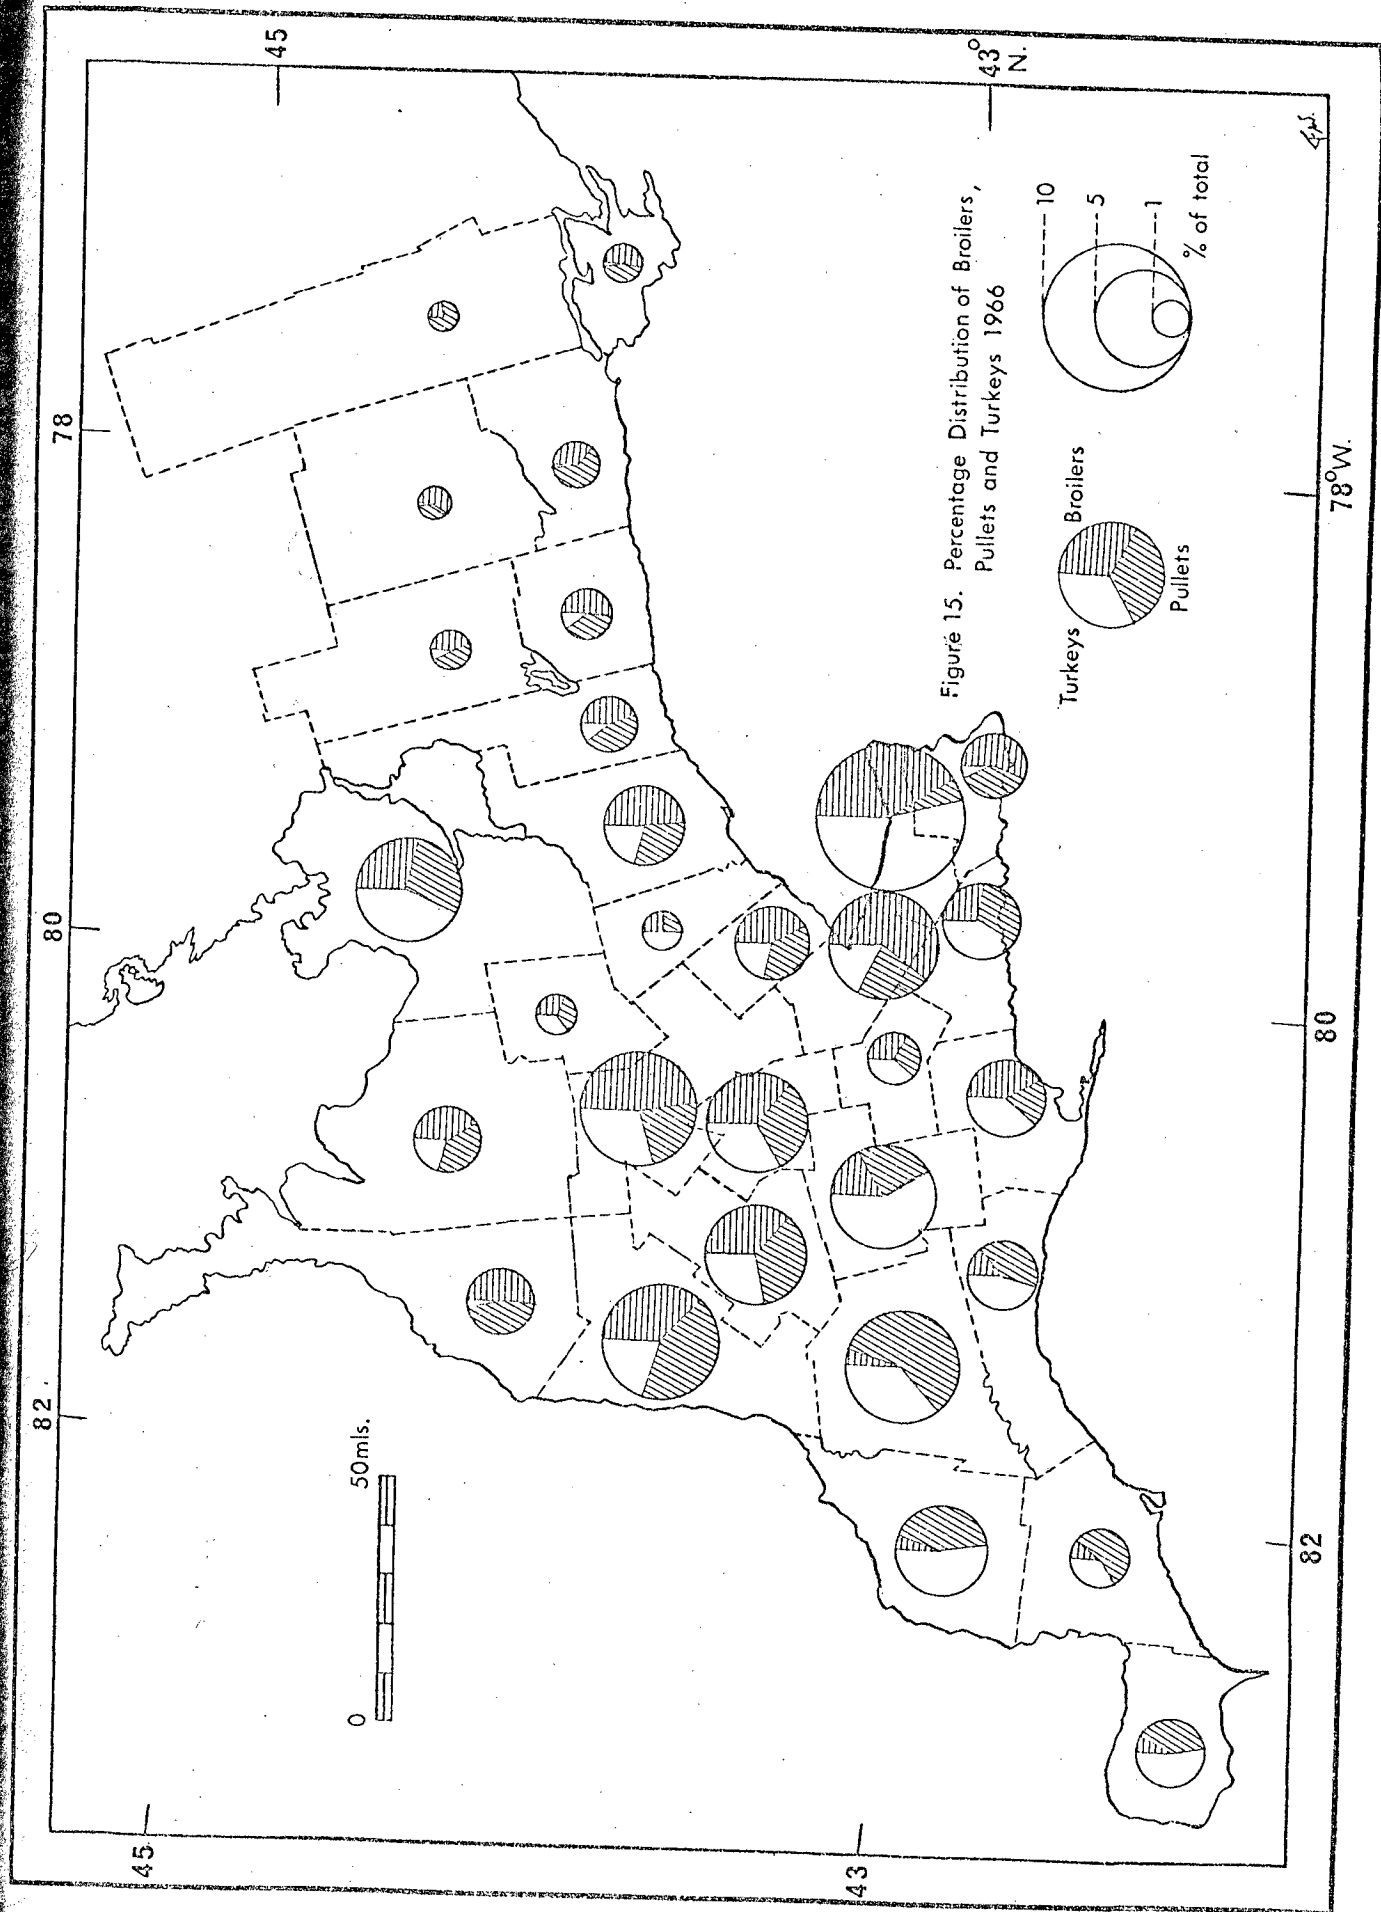 82
80
78
45
45
43
43°
N.
0
50mls.
Figure 15. Percentage Distribution of Broilers,
Pullets and Turkeys 1966
Turkeys
Broilers
Pullets
10
5
1
% of total
82
80
78°W.